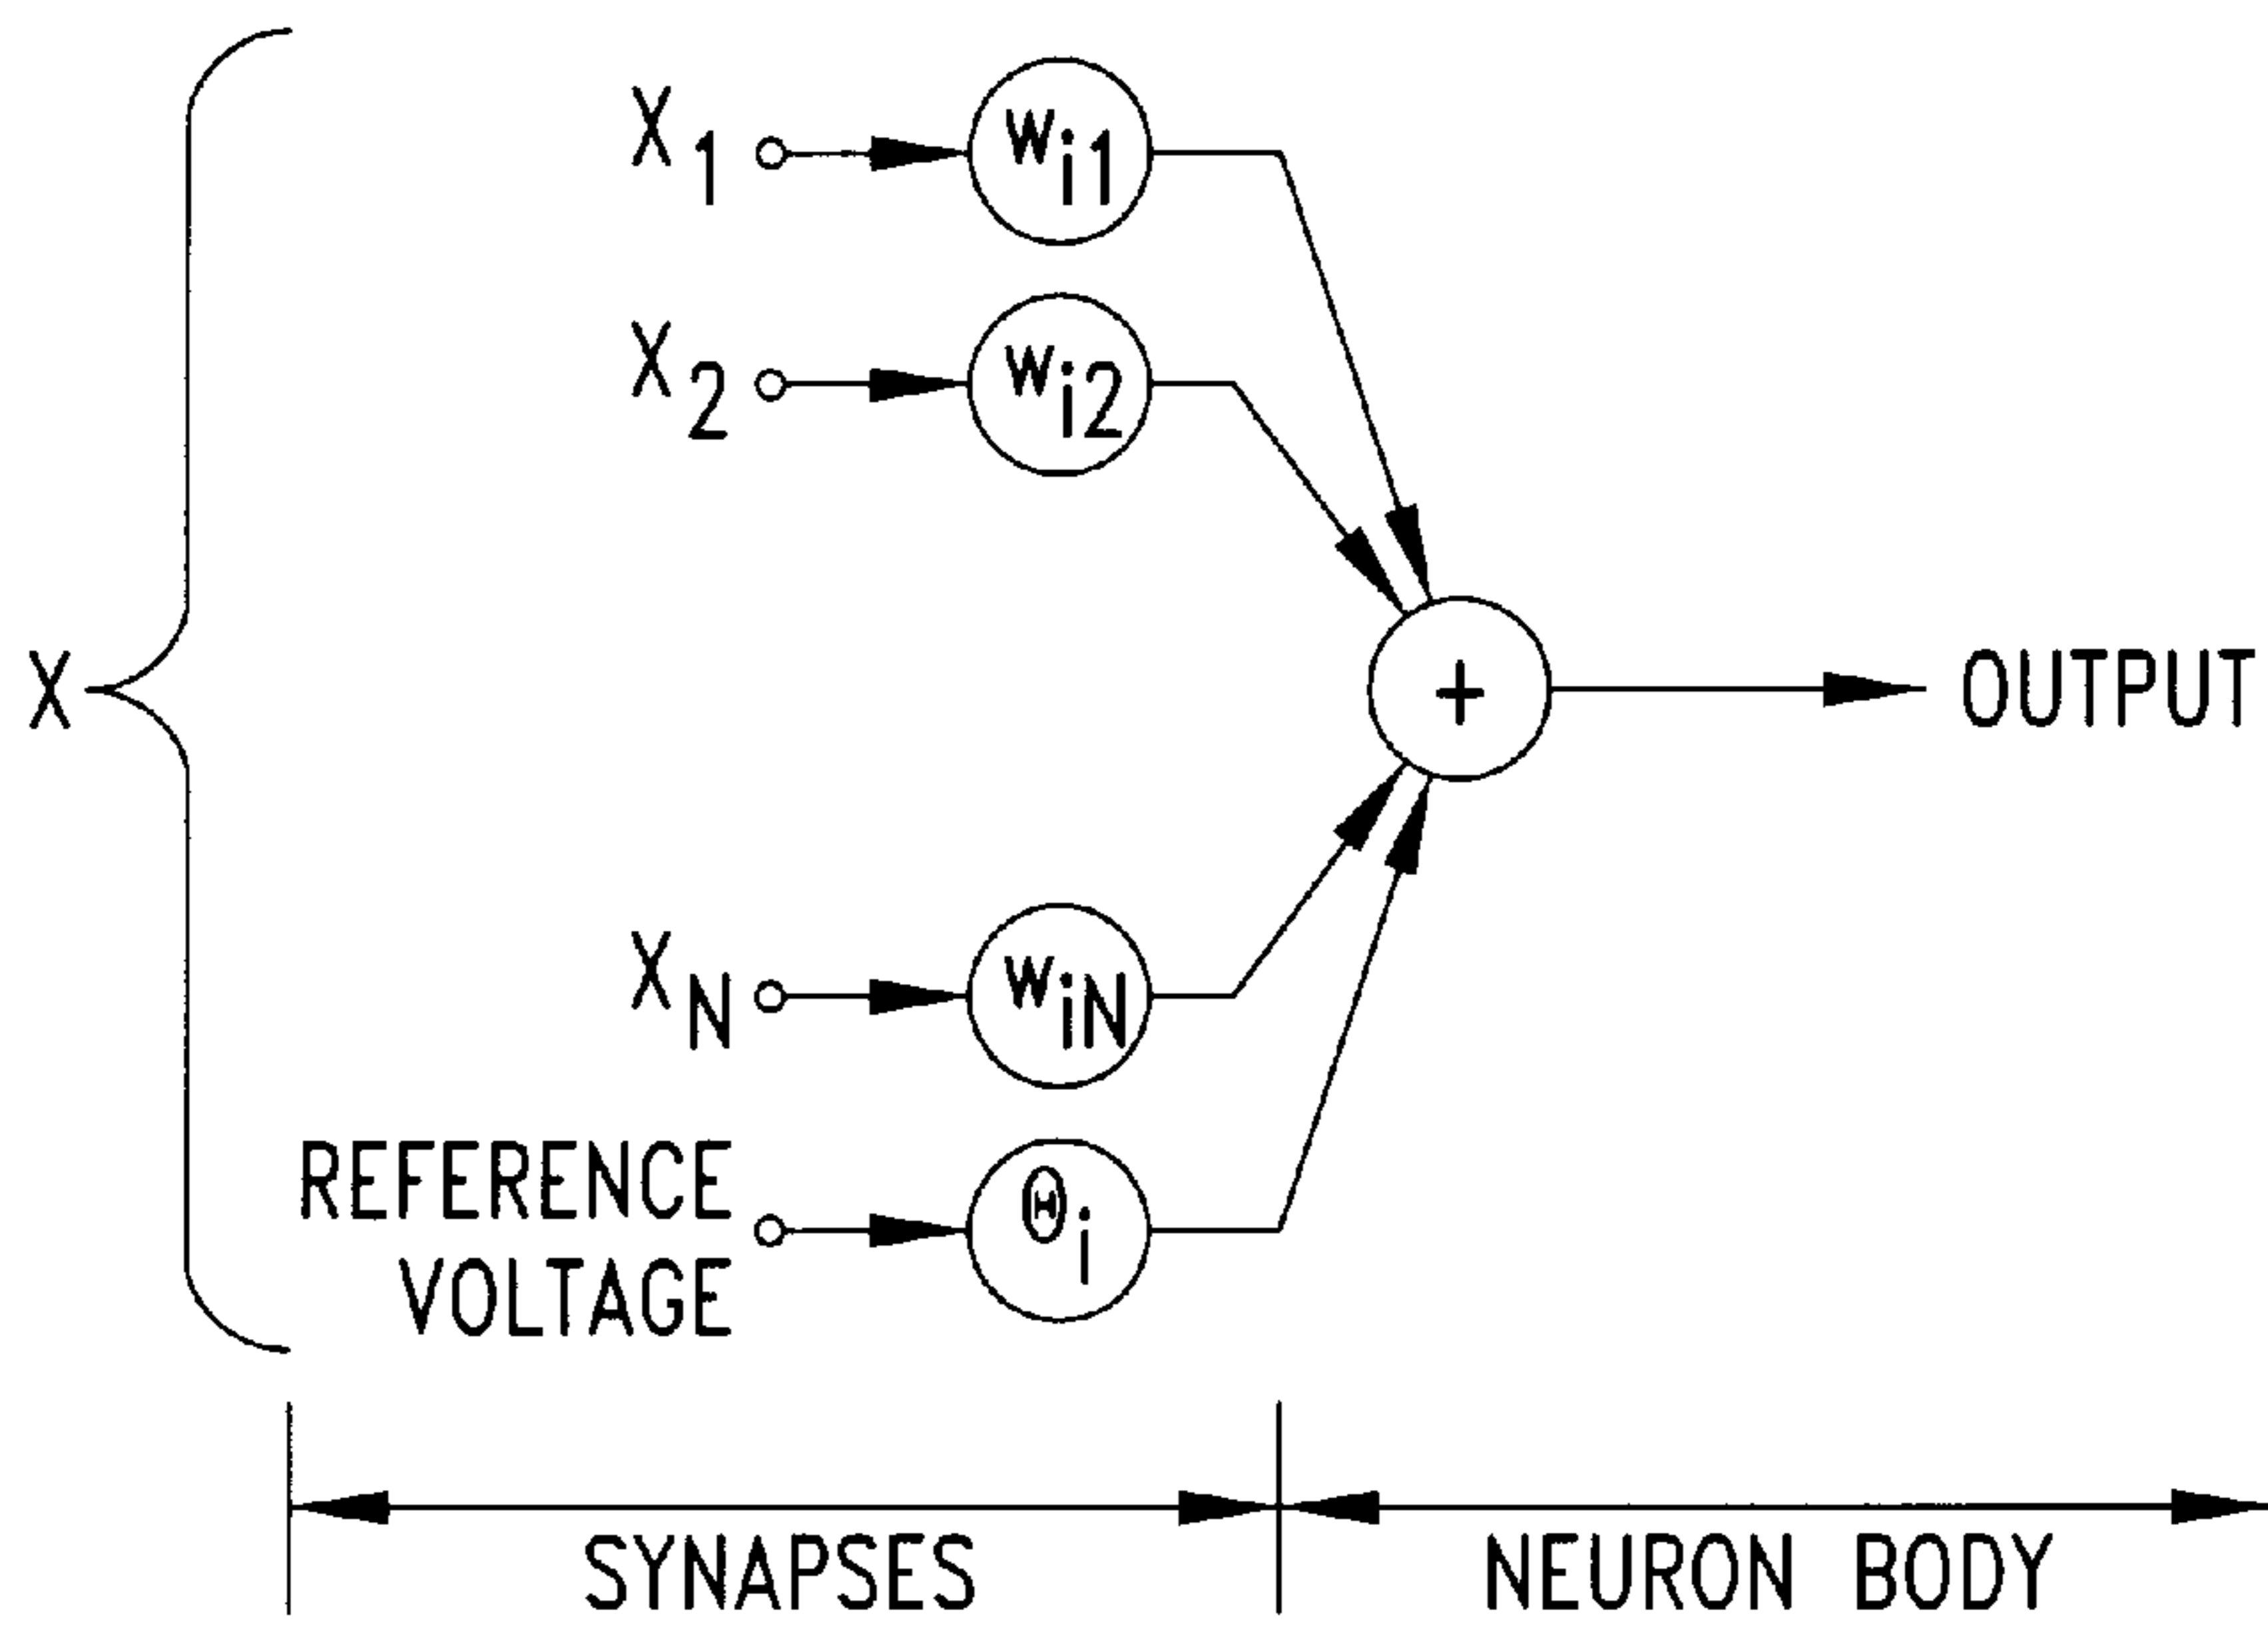 X
X1
wi1
X2
wi2
+
OUTPUT
XN
wiN
REFERENCE
VOLTAGE
Θi
SYNAPSES
NEURON BODY